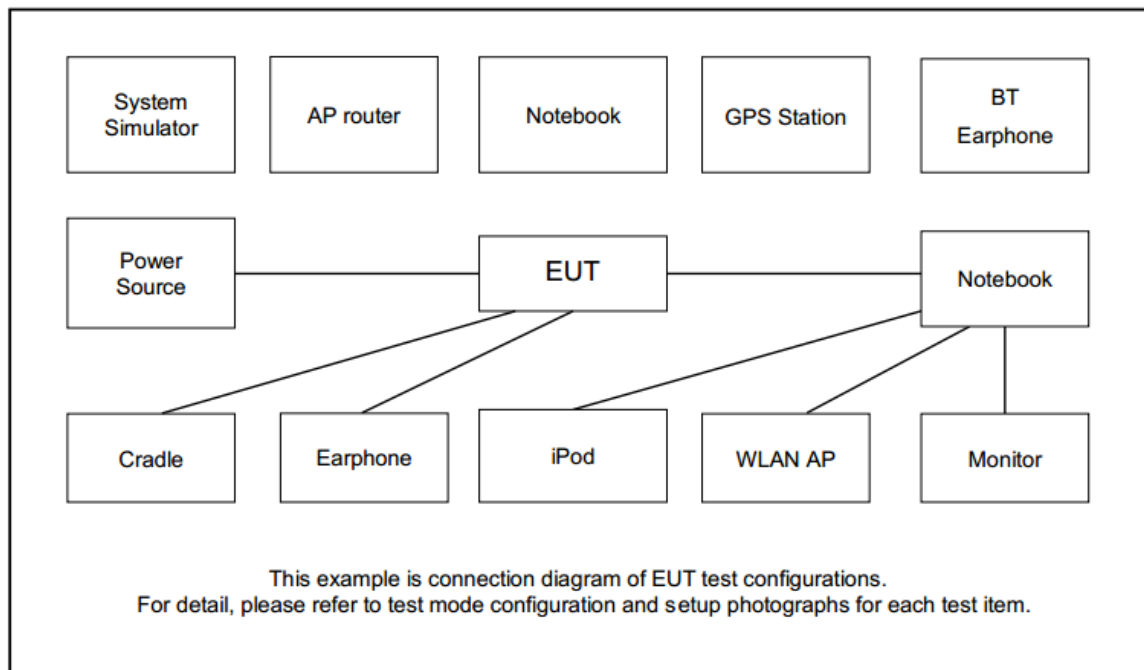 System
Simulator
AP router
Notebook
GPS Station
BT
Earphone
Power
Source
EUT
Notebook
Cradle
Earphone
iPod
WLAN AP
Monitor
This example is connection diagram of EUT test configurations.
For detail, please refer to test mode configuration and setup photographs for each test item.